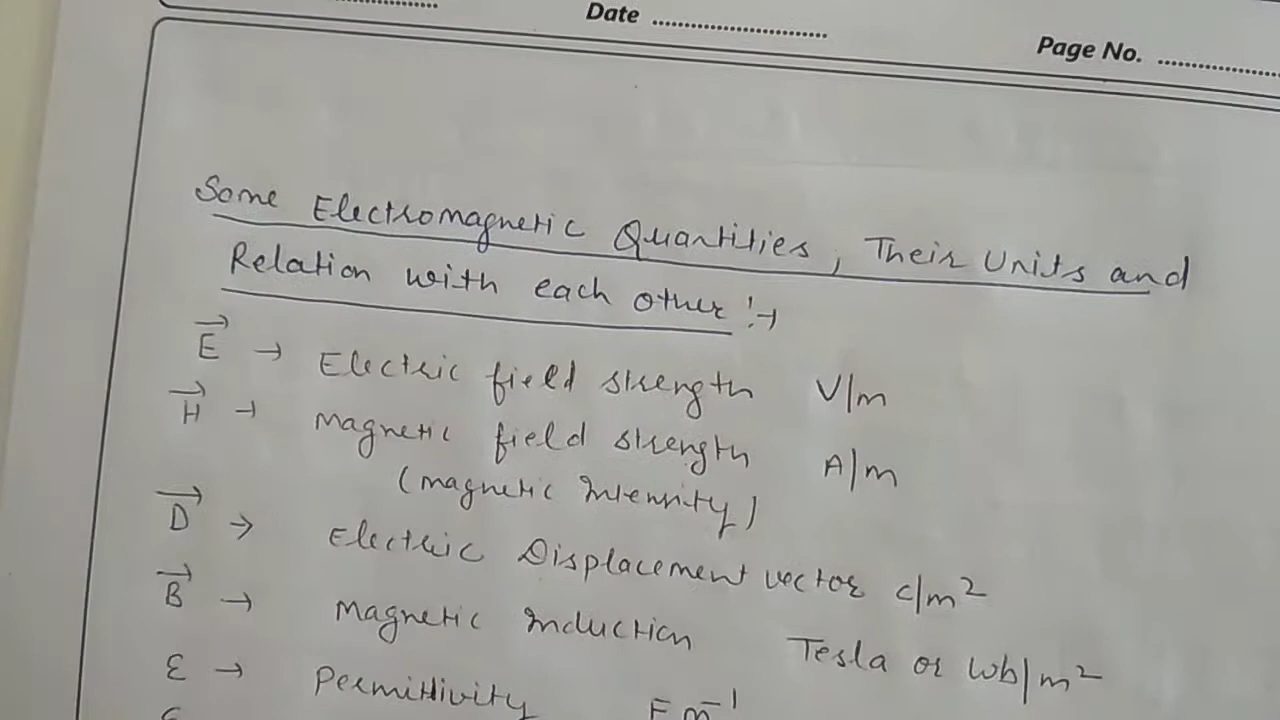 Date ....................
Page No. ....................
Some Electromagnetic Quantities, Their Units and
Relation with each other :→
E⃗ → Electric field strength V/m
H⃗ → Magnetic field strength A/m
(magnetic Intensity)
D⃗ → Electric Displacement vector c/m²
B⃗ → Magnetic Induction Tesla or Wb/m²
ε → Permittivity Fm⁻¹